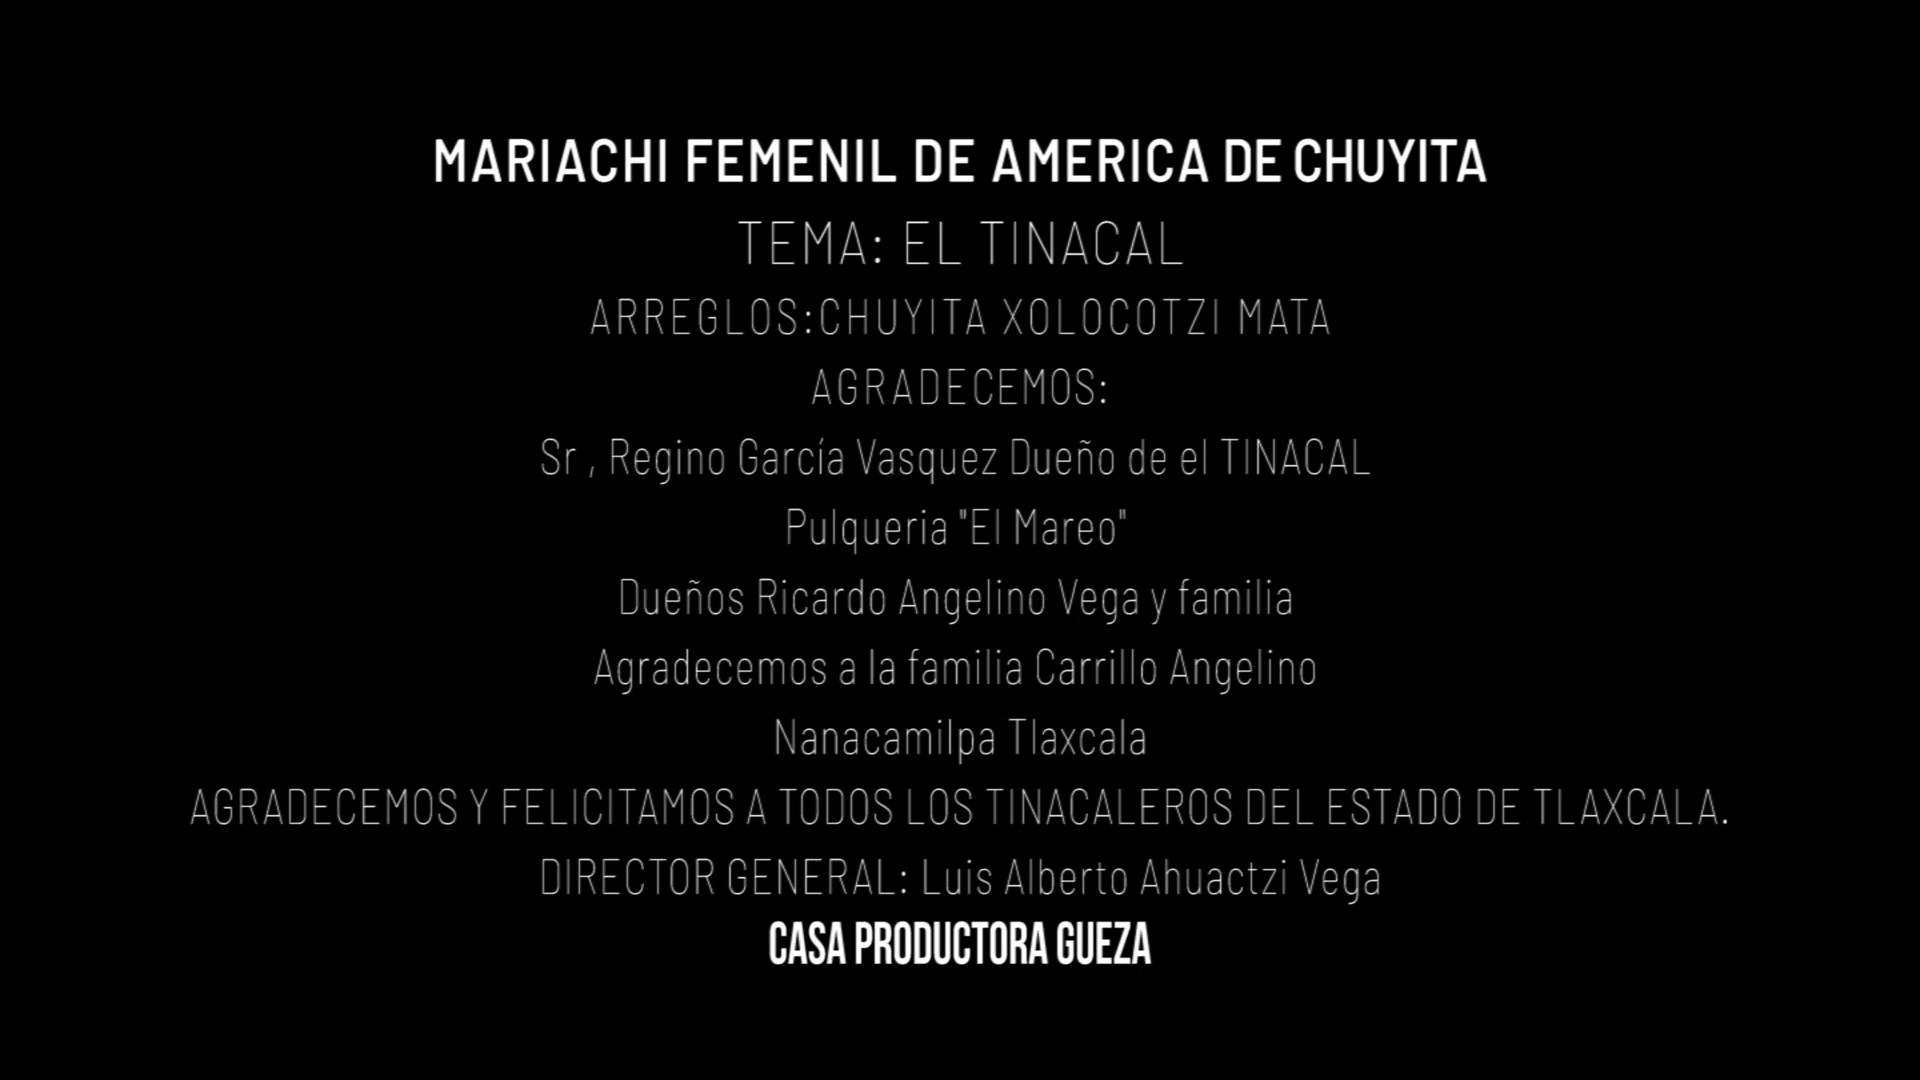 MARIACHI FEMENIL DE AMERICA DE CHUYITA
TEMA: EL TINACAL
ARREGLOS:CHUYITA XOLOCOTZI MATA
AGRADECEMOS:
Sr , Regino García Vasquez Dueño de el TINACAL
Pulqueria "El Mareo"
Dueños Ricardo Angelino Vega y familia
Agradecemos a la familia Carrillo Angelino
Nanacamilpa Tlaxcala
AGRADECEMOS Y FELICITAMOS A TODOS LOS TINACALEROS DEL ESTADO DE TLAXCALA.
DIRECTOR GENERAL: Luis Alberto Ahuactzi Vega
CASA PRODUCTORA GUEZA